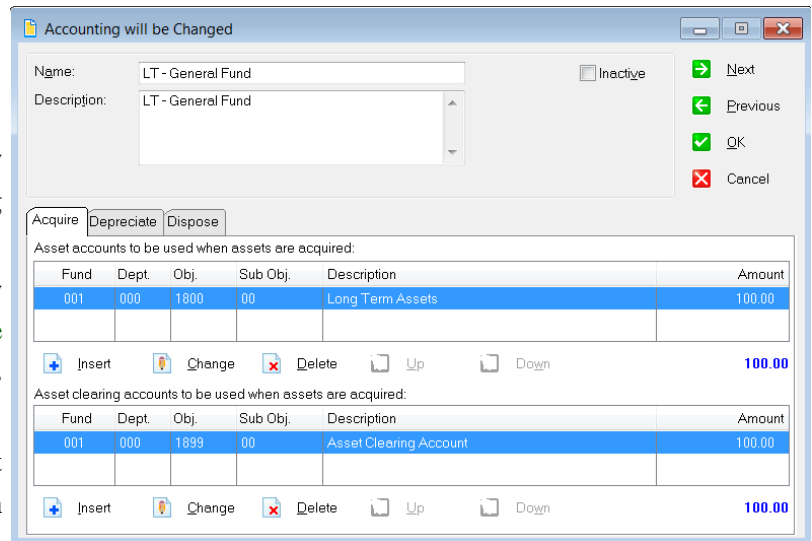 Accounting will be Changed
Name: LT - General Fund Inactive Next
Description: LT - General Fund Previous
OK
Cancel
Acquire Depreciate Dispose
Asset accounts to be used when assets are acquired:
Fund Dept. Obj. Sub Obj. Description Amount
001 000 1800 00 Long Term Assets 100.00
Insert Change Delete Up Down 100.00
Asset clearing accounts to be used when assets are acquired:
Fund Dept. Obj. Sub Obj. Description Amount
001 000 1899 00 Asset Clearing Account 100.00
Insert Change Delete Up Down 100.00